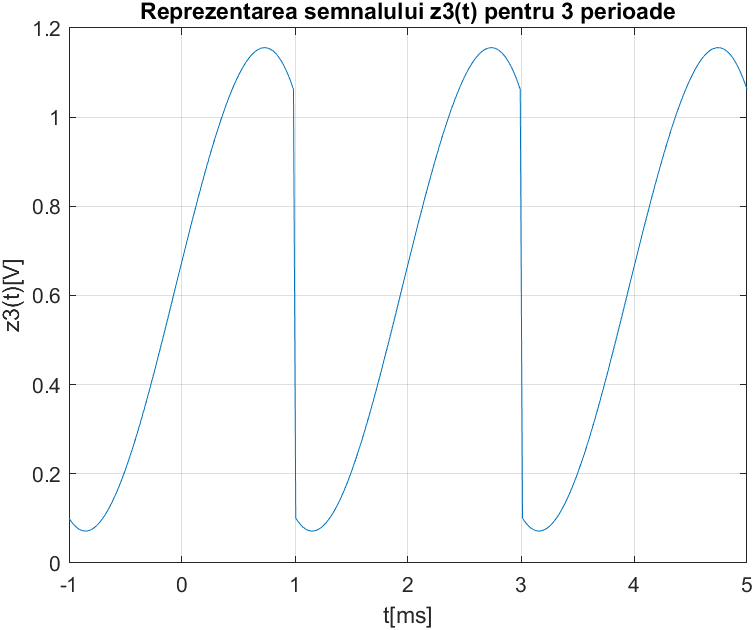 Reprezentarea semnalului z3(t) pentru 3 perioade
z3(t)[V]
1.2
1
0.8
0.6
0.4
0.2
0
-1 0 1 2 3 4 5
t[ms]